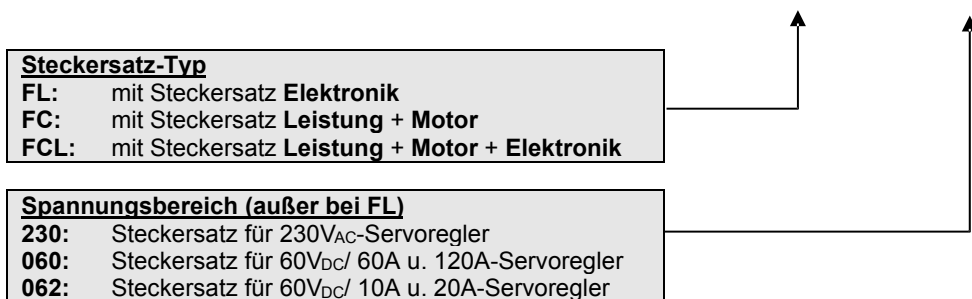 Steckersatz-Typ
FL: mit Steckersatz Elektronik
FC: mit Steckersatz Leistung + Motor
FCL: mit Steckersatz Leistung + Motor + Elektronik
Spannungsbereich (außer bei FL)
230: Steckersatz für 230VAC-Servoregler
060: Steckersatz für 60VDC/ 60A u. 120A-Servoregler
062: Steckersatz für 60VDC/ 10A u. 20A-Servoregler